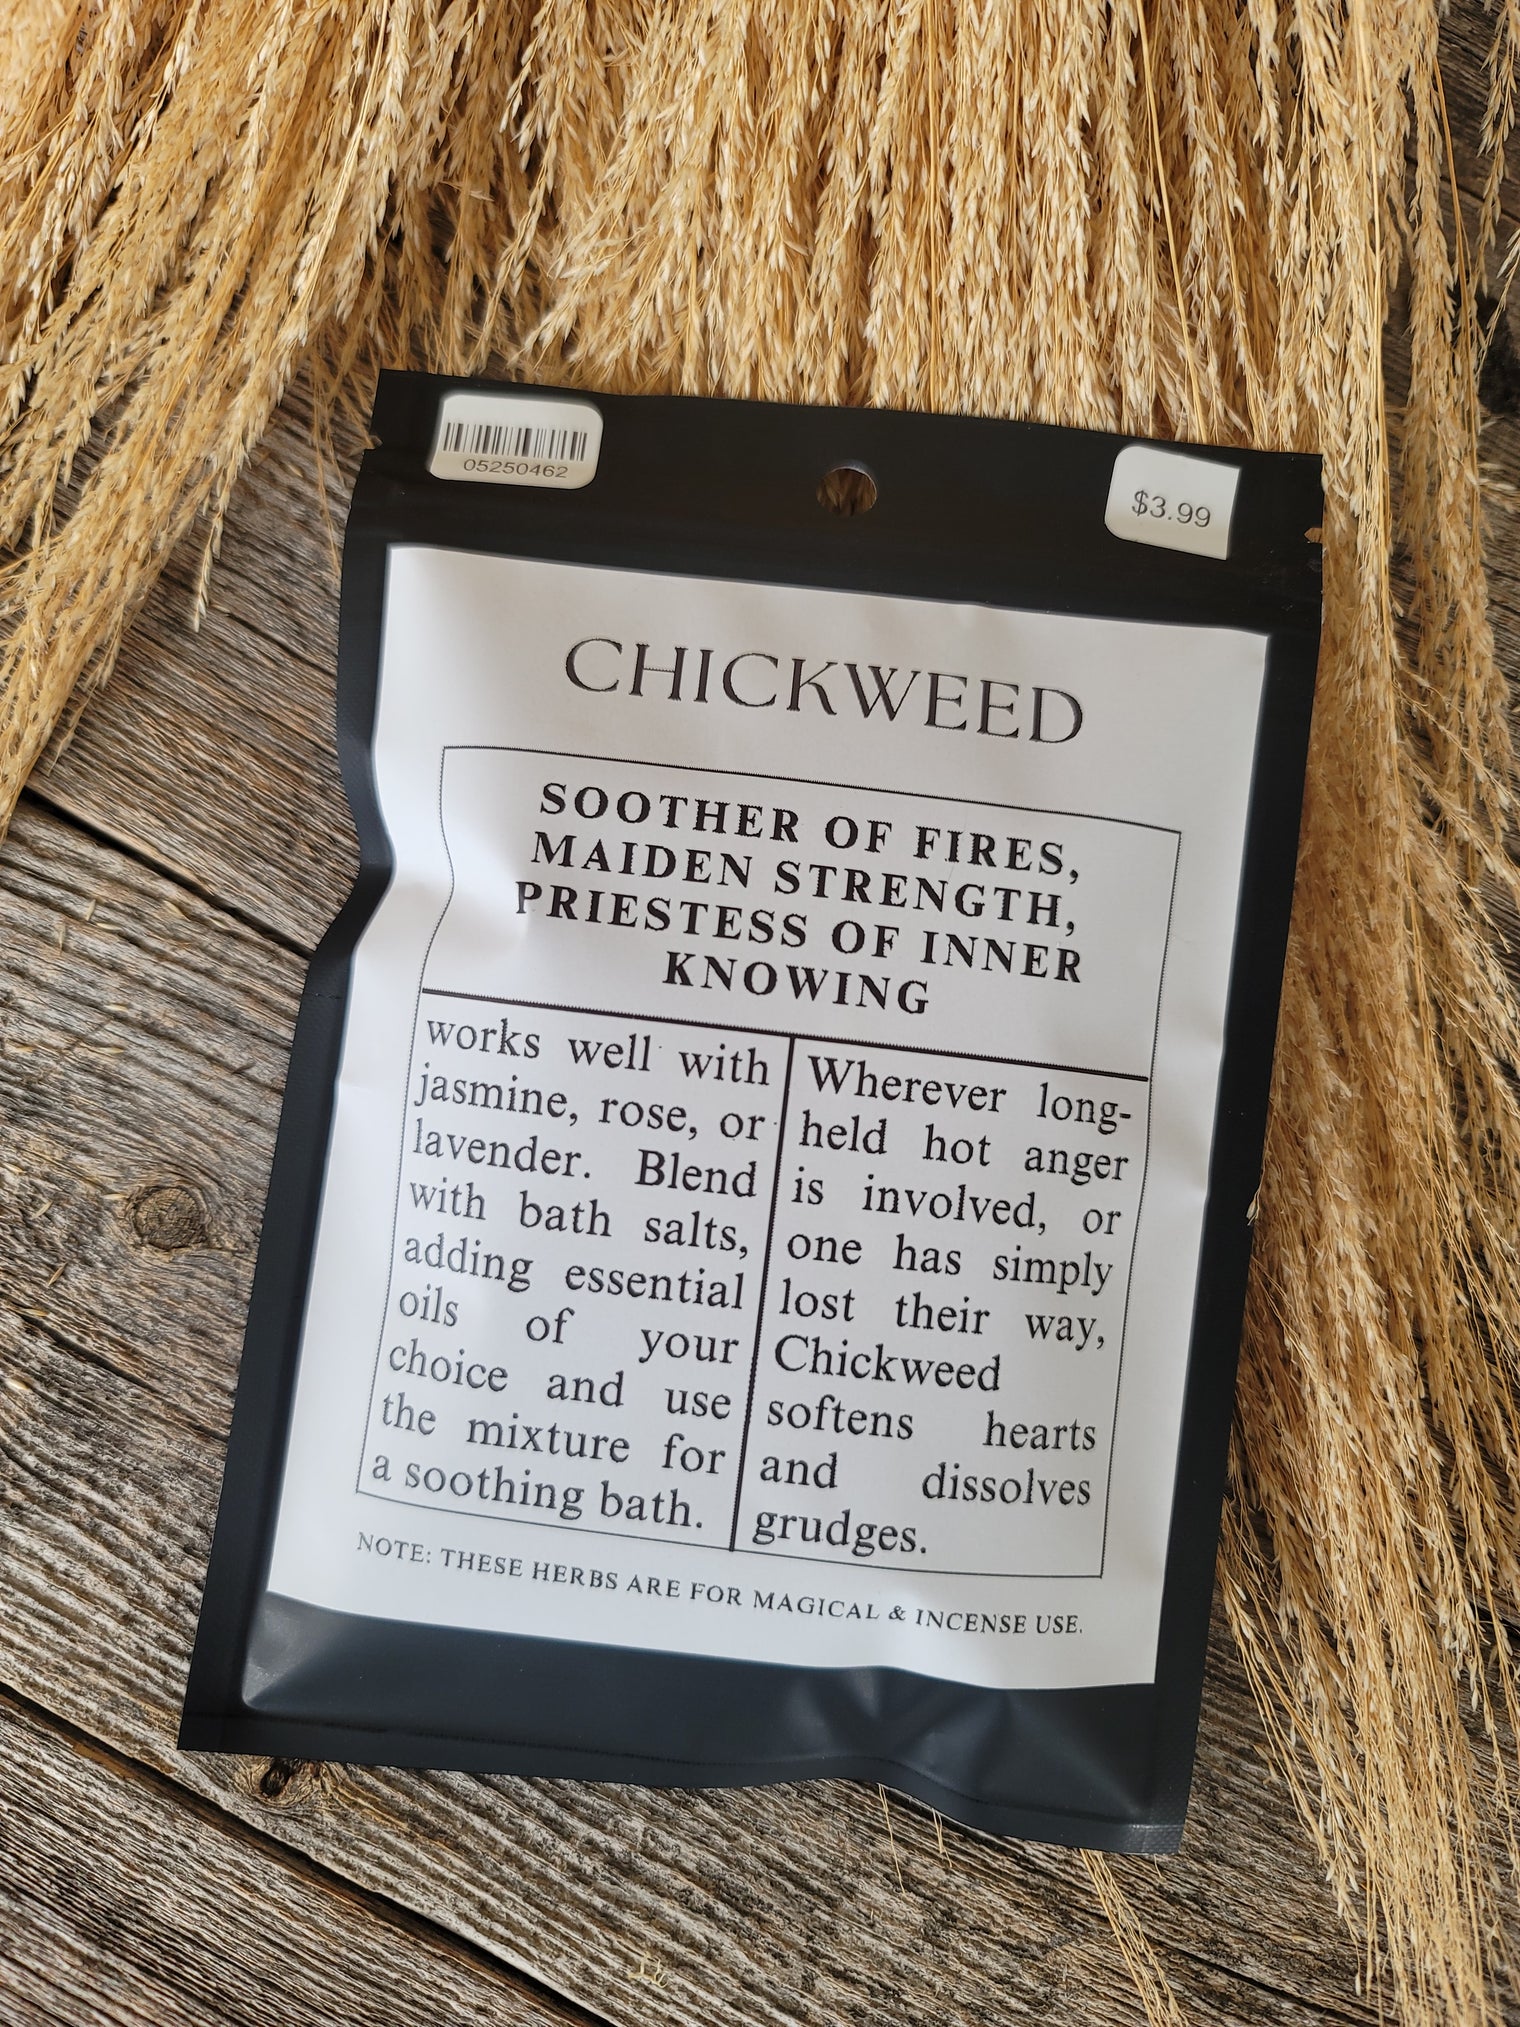 05250462
$3.99
CHICKWEED
SOOTHER OF FIRES,
MAIDEN STRENGTH,
PRIESTESS OF INNER
KNOWING
works well with
jasmine, rose, or
lavender. Blend
with bath salts,
adding essential
oils of your
choice and use
the mixture for
a soothing bath.
Wherever long-
held hot anger
is involved, or
one has simply
lost their way,
Chickweed
softens hearts
and dissolves
grudges.
NOTE: THESE HERBS ARE FOR MAGICAL & INCENSE USE.